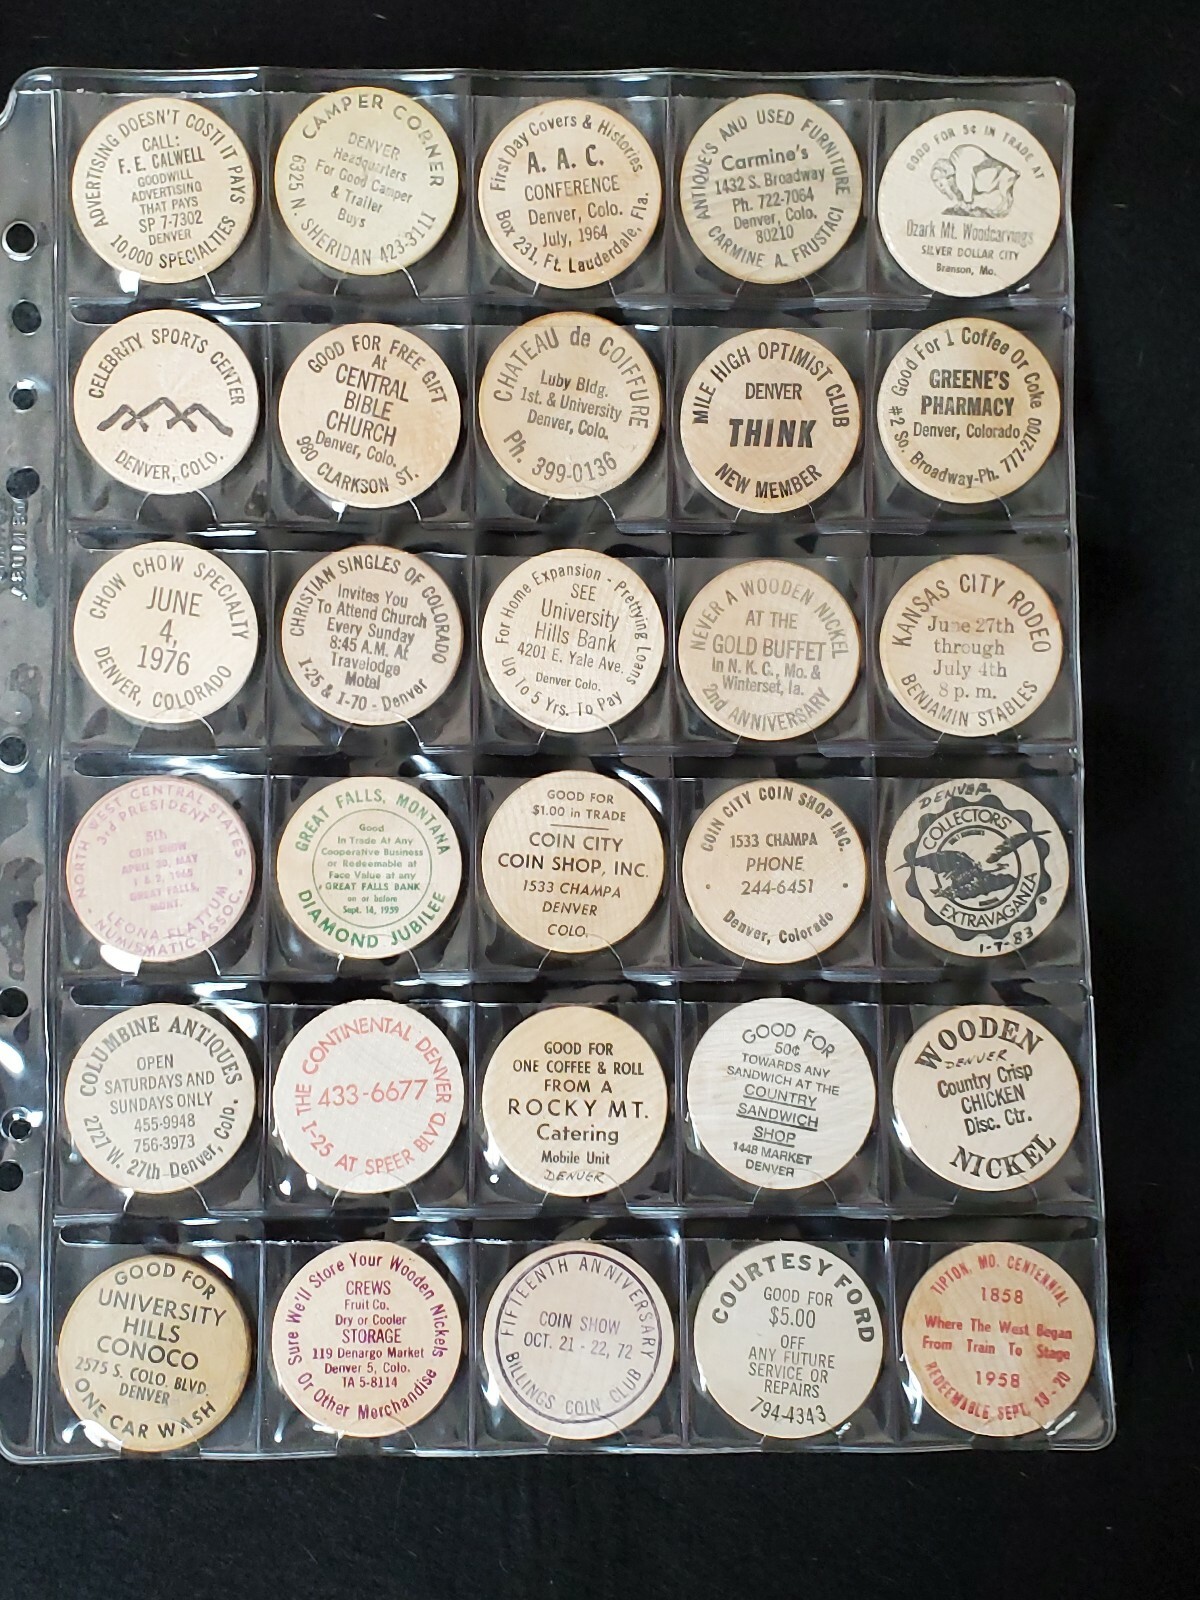 ADVERTISING DOESN'T COST! IT PAYS
CALL:
F. E. CALWELL
GOODWILL
ADVERTISING
THAT PAYS
SP 7-7302
DENVER
10,000 SPECIALTIES
CAMPER CORNER
DENVER
Headquarters
For Good Camper
& Trailer
Buys
6325 N. SHERIDAN 423-3111
First Day Covers & Histories
A. A. C.
CONFERENCE
Denver, Colo.
July, 1964
Box 231, Ft. Lauderdale, Fla.
ANTIQUE'S AND USED FURNITURE
Carmine's
1432 S. Broadway
Ph. 722-7064
Denver, Colo.
80210
CARMINE A. FRUSTACI
GOOD FOR 5¢ IN TRADE AT
Ozark Mt. Woodcarvings
SILVER DOLLAR CITY
Branson, Mo.
CELEBRITY SPORTS CENTER
DENVER, COLO.
GOOD FOR FREE GIFT
At
CENTRAL
BIBLE
CHURCH
Denver, Colo.
980 CLARKSON ST.
CHATEAU de COIFFURE
Luby Bldg.
1st. & University
Denver, Colo.
Ph. 399-0136
MILE HIGH OPTIMIST CLUB
DENVER
THINK
NEW MEMBER
Good For 1 Coffee Or Coke
GREENE'S
PHARMACY
Denver, Colorado
#2 So. Broadway-Ph. 777-2700
CHOW CHOW SPECIALTY
JUNE
4,
1976
DENVER, COLORADO
CHRISTIAN SINGLES OF COLORADO
Invites You
To Attend Church
Every Sunday
8:45 A.M. At
Travelodge
Motal
I-25 & I-70 - Denver
For Home Expansion - Prettying Loans
SEE
University
Hills Bank
4201 E. Yale Ave.
Denver Colo.
Up To 5 Yrs. To Pay
NEVER A WOODEN NICKEL
AT THE
GOLD BUFFET
In N. K. C., Mo. &
Winterset, Ia.
2nd ANNIVERSARY
KANSAS CITY RODEO
June 27th
through
July 4th
8 p. m.
BENJAMIN STABLES
NORTH WEST CENTRAL STATES
3rd PRESIDENT
5th
COIN SHOW
APRIL 30, MAY
1 & 2, 1965
GREAT FALLS,
MONT.
LEONA FLATTUM
NUMISMATIC ASSOC.
GREAT FALLS, MONTANA
Good
In Trade At Any
Cooperative Business
or Redeemable at
Face Value at any
GREAT FALLS BANK
on or before
Sept. 14, 1959
DIAMOND JUBILEE
GOOD FOR
$1.00 in TRADE
COIN CITY
COIN SHOP, INC.
1533 CHAMPA
DENVER
COLO.
COIN CITY COIN SHOP INC.
1533 CHAMPA
PHONE
244-6451
Denver, Colorado
DENVER
COLLECTORS'
EXTRAVAGANZA
1-7-83
COLUMBINE ANTIQUES
OPEN
SATURDAYS AND
SUNDAYS ONLY
455-9948
756-3973
2727 W. 27th Denver, Colo.
THE CONTINENTAL DENVER
433-6677
I-25 AT SPEER BLVD.
GOOD FOR
ONE COFFEE & ROLL
FROM A
ROCKY MT.
Catering
Mobile Unit
DENVER
GOOD FOR
50¢
TOWARDS ANY
SANDWICH AT THE
COUNTRY
SANDWICH
SHOP
1448 MARKET
DENVER
WOODEN
DENVER
Country Crisp
CHICKEN
Disc. Ctr.
NICKEL
GOOD FOR
UNIVERSITY
HILLS
CONOCO
2575 S. COLO. BLVD.
DENVER
ONE CAR WASH
Sure We'll Store Your Wooden Nickels
CREWS
Fruit Co.
Dry or Cooler
STORAGE
119 Denargo Market
Denver 5, Colo.
TA 5-8114
Or Other Merchandise
FIFTEENTH ANNIVERSARY
COIN SHOW
OCT. 21 - 22, 72
BILLINGS COIN CLUB
COURTESY FORD
GOOD FOR
$5.00
OFF
ANY FUTURE
SERVICE OR
REPAIRS
794-4343
TIPTON, MO. CENTENNIAL
1858
Where The West Began
From Train To Stage
1958
REDEEMABLE SEPT. 19 - 20